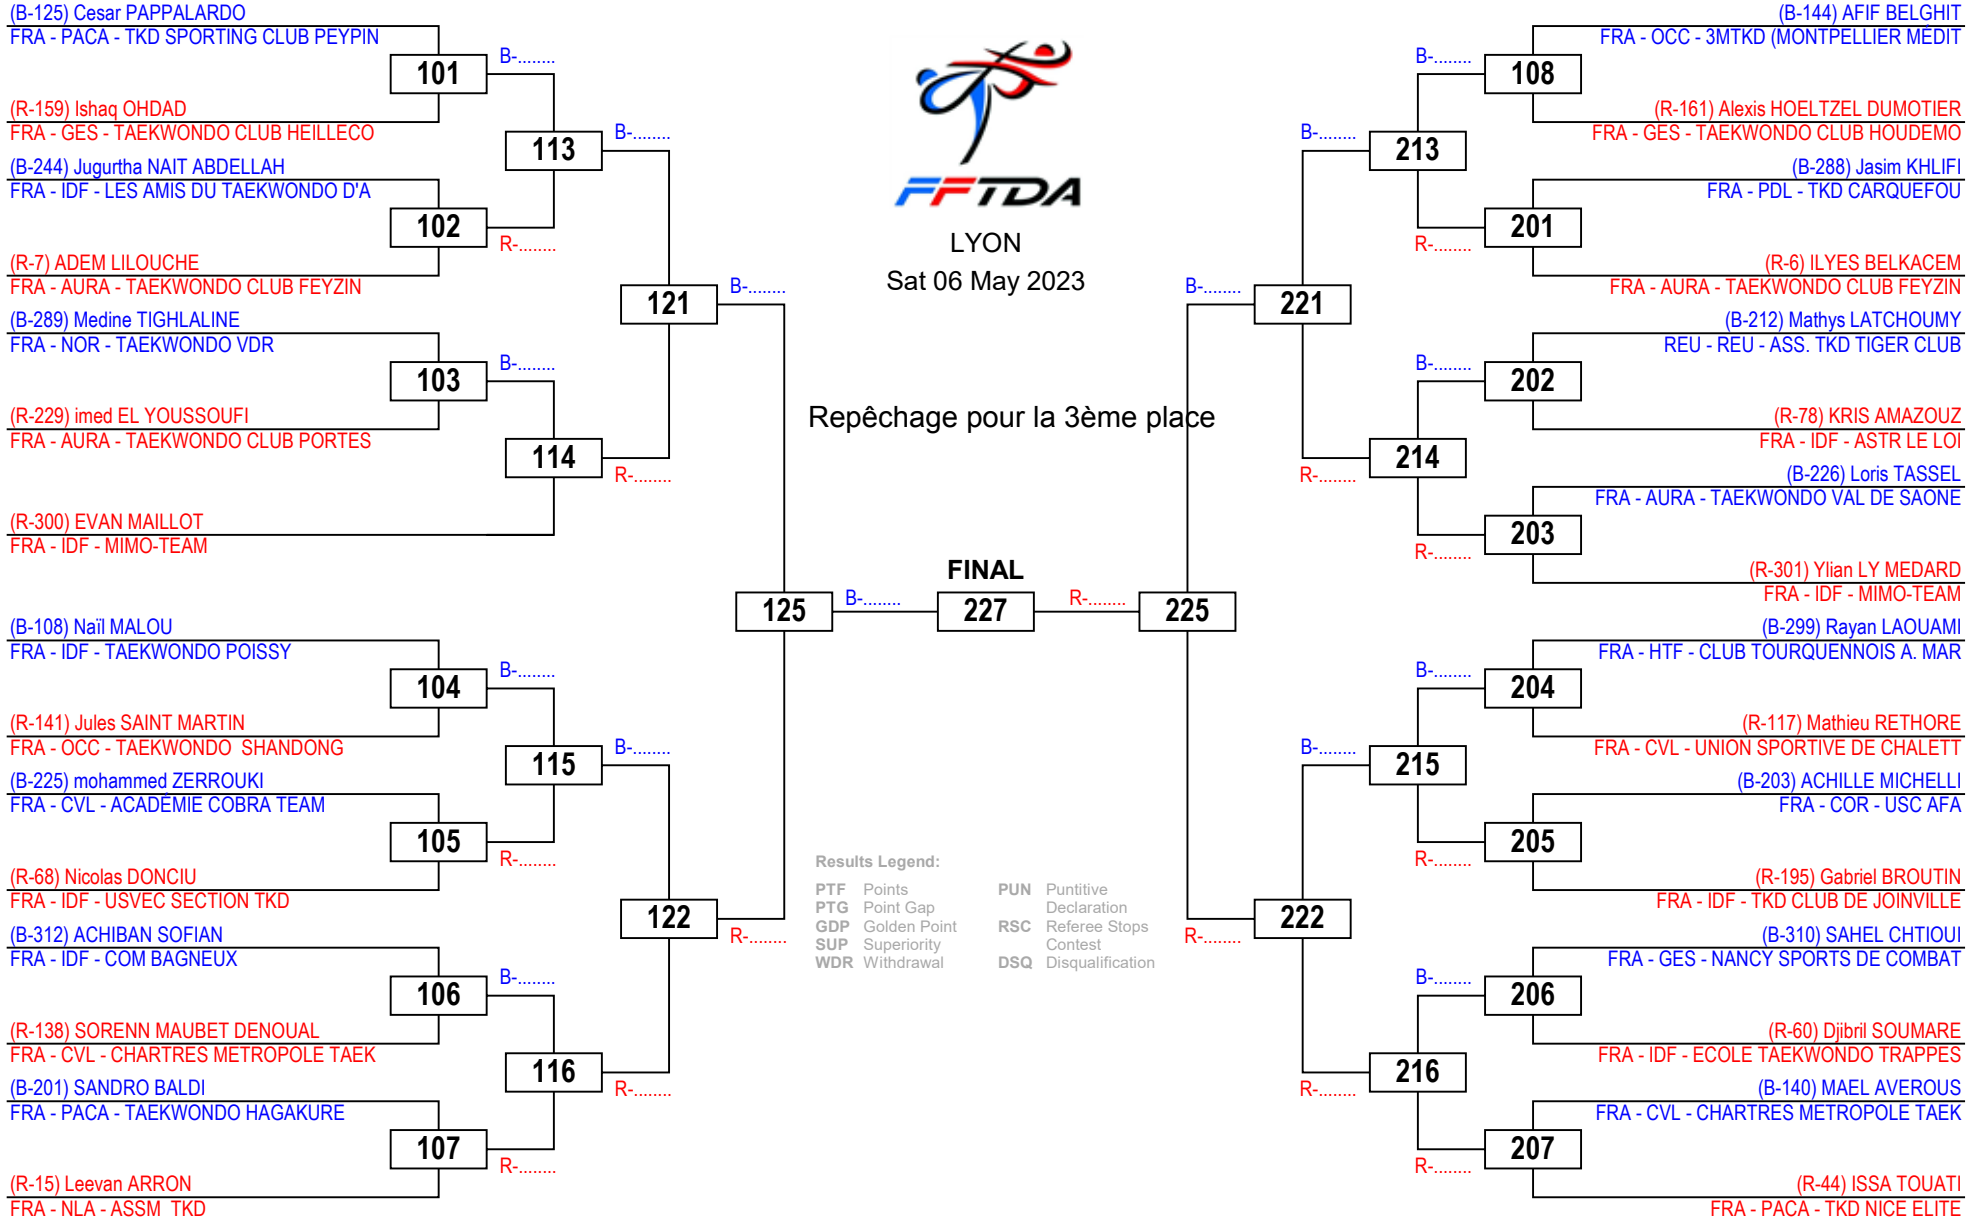 (B-125) Cesar PAPPALARDO
FRA - PACA - TKD SPORTING CLUB PEYPIN
101
B-........
(R-159) Ishaq OHDAD
FRA - GES - TAEKWONDO CLUB HEILLECO
113
B-........
(B-244) Jugurtha NAIT ABDELLAH
FRA - IDF - LES AMIS DU TAEKWONDO D'A
102
R-........
(R-7) ADEM LILOUCHE
FRA - AURA - TAEKWONDO CLUB FEYZIN
121
B-........
(B-289) Medine TIGHLALINE
FRA - NOR - TAEKWONDO VDR
103
B-........
(R-229) imed EL YOUSSOUFI
FRA - AURA - TAEKWONDO CLUB PORTES
114
R-........
(R-300) EVAN MAILLOT
FRA - IDF - MIMO-TEAM
125
B-........
(B-108) Naïl MALOU
FRA - IDF - TAEKWONDO POISSY
104
B-........
(R-141) Jules SAINT MARTIN
FRA - OCC - TAEKWONDO  SHANDONG
115
B-........
(B-225) mohammed ZERROUKI
FRA - CVL - ACADÉMIE COBRA TEAM
105
R-........
(R-68) Nicolas DONCIU
FRA - IDF - USVEC SECTION TKD
122
R-........
(B-312) ACHIBAN SOFIAN
FRA - IDF - COM BAGNEUX
106
B-........
(R-138) SORENN MAUBET DENOUAL
FRA - CVL - CHARTRES METROPOLE TAEK
116
R-........
(B-201) SANDRO BALDI
FRA - PACA - TAEKWONDO HAGAKURE
107
R-........
(R-15) Leevan ARRON
FRA - NLA - ASSM  TKD
FFTDA
LYON
Sat 06 May 2023
Repêchage pour la 3ème place
FINAL
227
Results Legend:
PTF Points
PTG Point Gap
GDP Golden Point
SUP Superiority
WDR Withdrawal
PUN Puntitive
Declaration
RSC Referee Stops
Contest
DSQ Disqualification
(B-144) AFIF BELGHIT
FRA - OCC - 3MTKD (MONTPELLIER MÉDIT
B-........
108
(R-161) Alexis HOELTZEL DUMOTIER
FRA - GES - TAEKWONDO CLUB HOUDEMO
B-........
213
(B-288) Jasim KHLIFI
FRA - PDL - TKD CARQUEFOU
R-........
201
(R-6) ILYES BELKACEM
FRA - AURA - TAEKWONDO CLUB FEYZIN
B-........
221
(B-212) Mathys LATCHOUMY
REU - REU - ASS. TKD TIGER CLUB
B-........
202
(R-78) KRIS AMAZOUZ
FRA - IDF - ASTR LE LOI
R-........
214
(B-226) Loris TASSEL
FRA - AURA - TAEKWONDO VAL DE SAONE
R-........
203
(R-301) Ylian LY MEDARD
FRA - IDF - MIMO-TEAM
R-........
225
(B-299) Rayan LAOUAMI
FRA - HTF - CLUB TOURQUENNOIS A. MAR
B-........
204
(R-117) Mathieu RETHORE
FRA - CVL - UNION SPORTIVE DE CHALETT
B-........
215
(B-203) ACHILLE MICHELLI
FRA - COR - USC AFA
R-........
205
(R-195) Gabriel BROUTIN
FRA - IDF - TKD CLUB DE JOINVILLE
R-........
222
(B-310) SAHEL CHTIOUI
FRA - GES - NANCY SPORTS DE COMBAT
B-........
206
(R-60) Djibril SOUMARE
FRA - IDF - ECOLE TAEKWONDO TRAPPES
R-........
216
(B-140) MAEL AVEROUS
FRA - CVL - CHARTRES METROPOLE TAEK
R-........
207
(R-44) ISSA TOUATI
FRA - PACA - TKD NICE ELITE